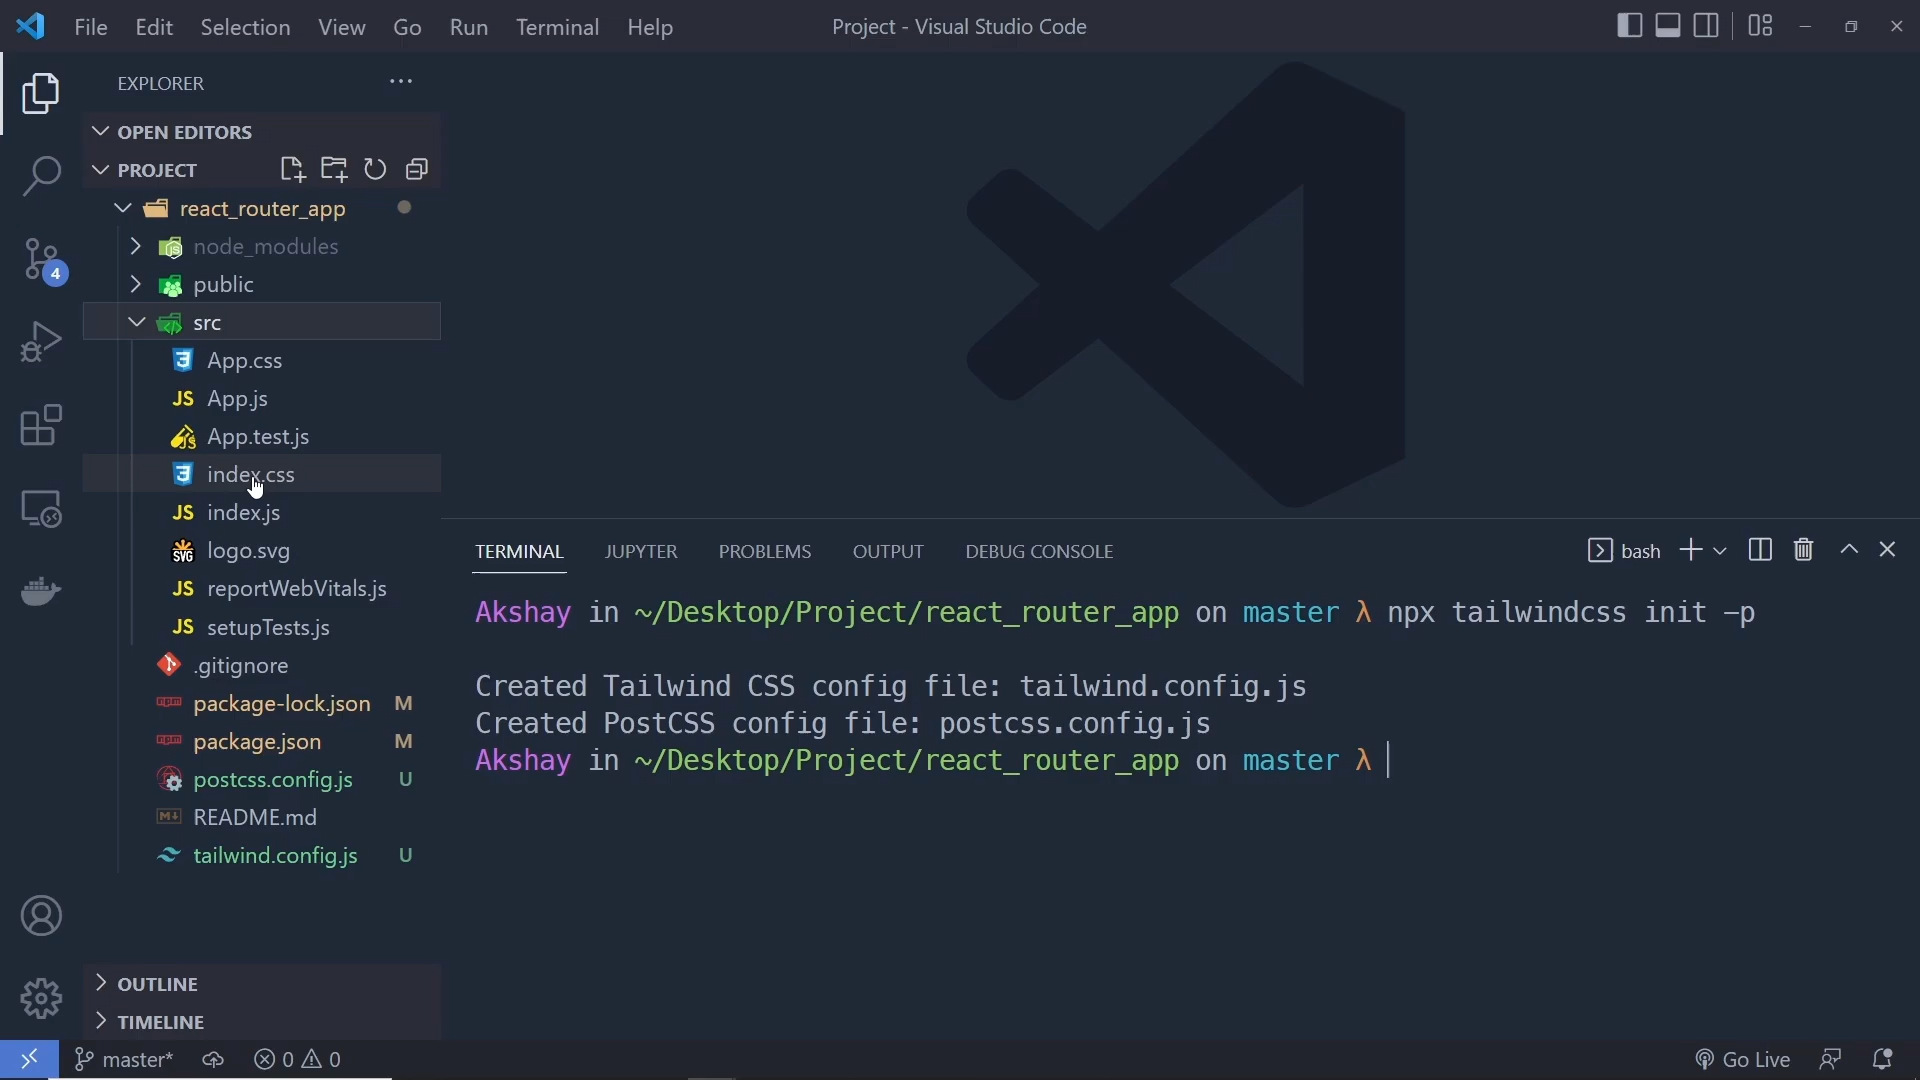 File Edit Selection View Go Run Terminal Help
Project - Visual Studio Code
EXPLORER
OPEN EDITORS
PROJECT
react_router_app
node_modules
public
src
App.css
App.js
App.test.js
index.css
index.js
logo.svg
reportWebVitals.js
setupTests.js
.gitignore
package-lock.json M
package.json M
postcss.config.js U
README.md
tailwind.config.js U
OUTLINE
TIMELINE
4
TERMINAL JUPYTER PROBLEMS OUTPUT DEBUG CONSOLE
bash
Akshay in ~/Desktop/Project/react_router_app on master λ npx tailwindcss init -p
Created Tailwind CSS config file: tailwind.config.js
Created PostCSS config file: postcss.config.js
Akshay in ~/Desktop/Project/react_router_app on master λ
master* 0 0 Go Live